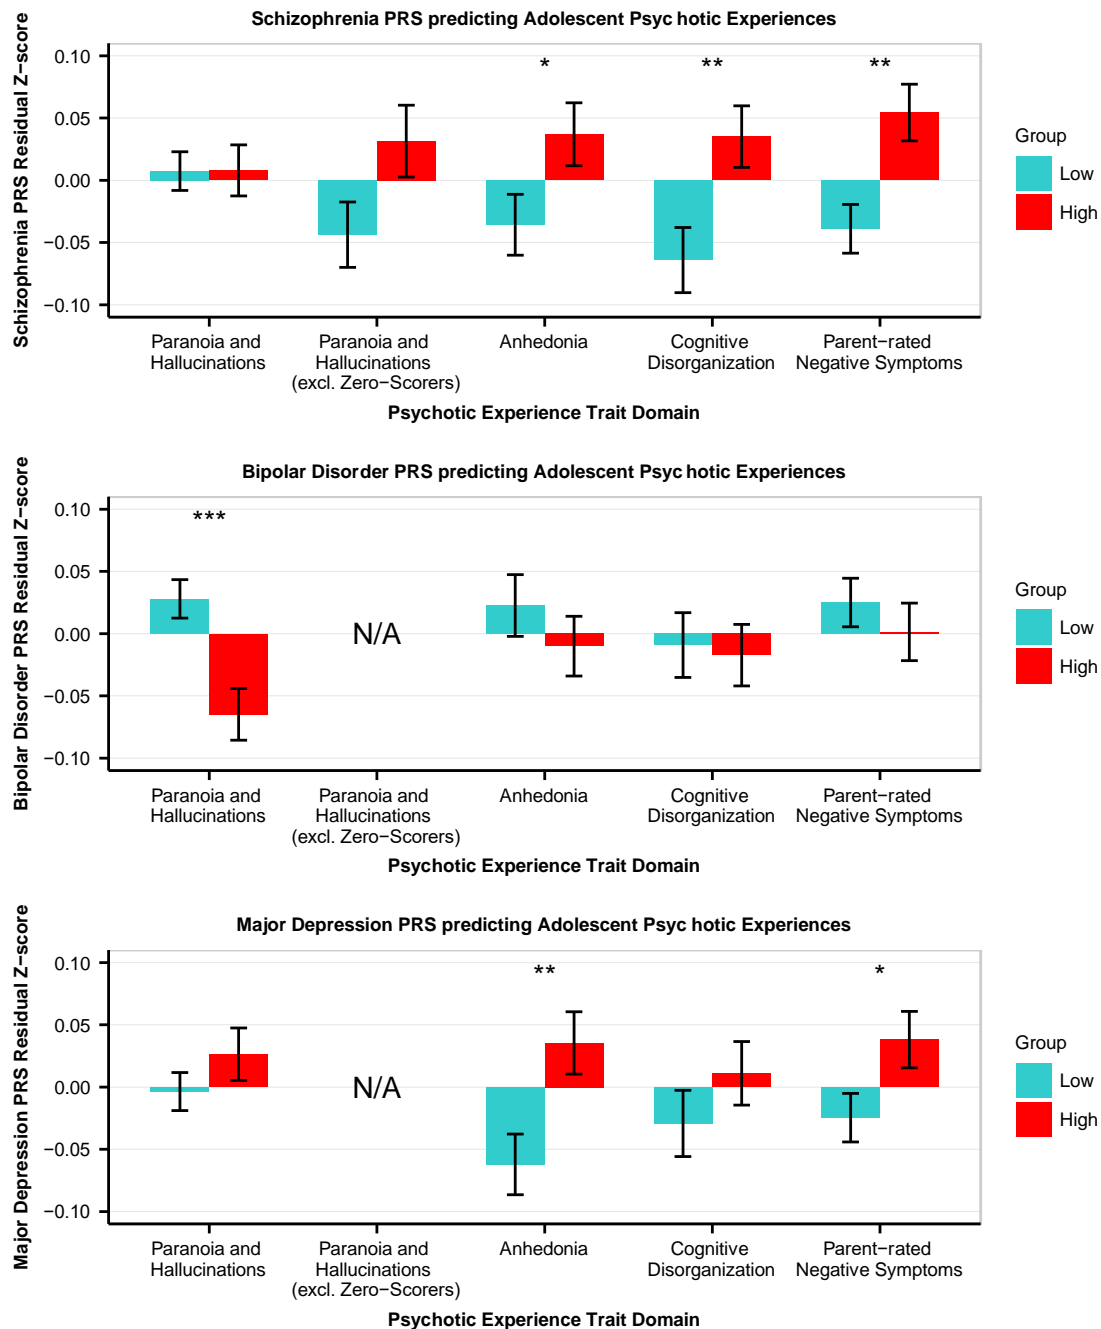 Schizophrenia PRS predicting Adolescent Psyc hotic Experiences
Schizophrenia PRS Residual Z−score
0.10
0.05
0.00
−0.05
−0.10
* ** **
Paranoia and
Hallucinations
Paranoia and
Hallucinations
(excl. Zero−Scorers)
Anhedonia
Cognitive
Disorganization
Parent−rated
Negative Symptoms
Psychotic Experience Trait Domain
Group
Low
High
Bipolar Disorder PRS predicting Adolescent Psyc hotic Experiences
Bipolar Disorder PRS Residual Z−score
0.10
0.05
0.00
−0.05
−0.10
***
N/A
Paranoia and
Hallucinations
Paranoia and
Hallucinations
(excl. Zero−Scorers)
Anhedonia
Cognitive
Disorganization
Parent−rated
Negative Symptoms
Psychotic Experience Trait Domain
Group
Low
High
Major Depression PRS predicting Adolescent Psyc hotic Experiences
Major Depression PRS Residual Z−score
0.10
0.05
0.00
−0.05
−0.10
** *
N/A
Paranoia and
Hallucinations
Paranoia and
Hallucinations
(excl. Zero−Scorers)
Anhedonia
Cognitive
Disorganization
Parent−rated
Negative Symptoms
Psychotic Experience Trait Domain
Group
Low
High